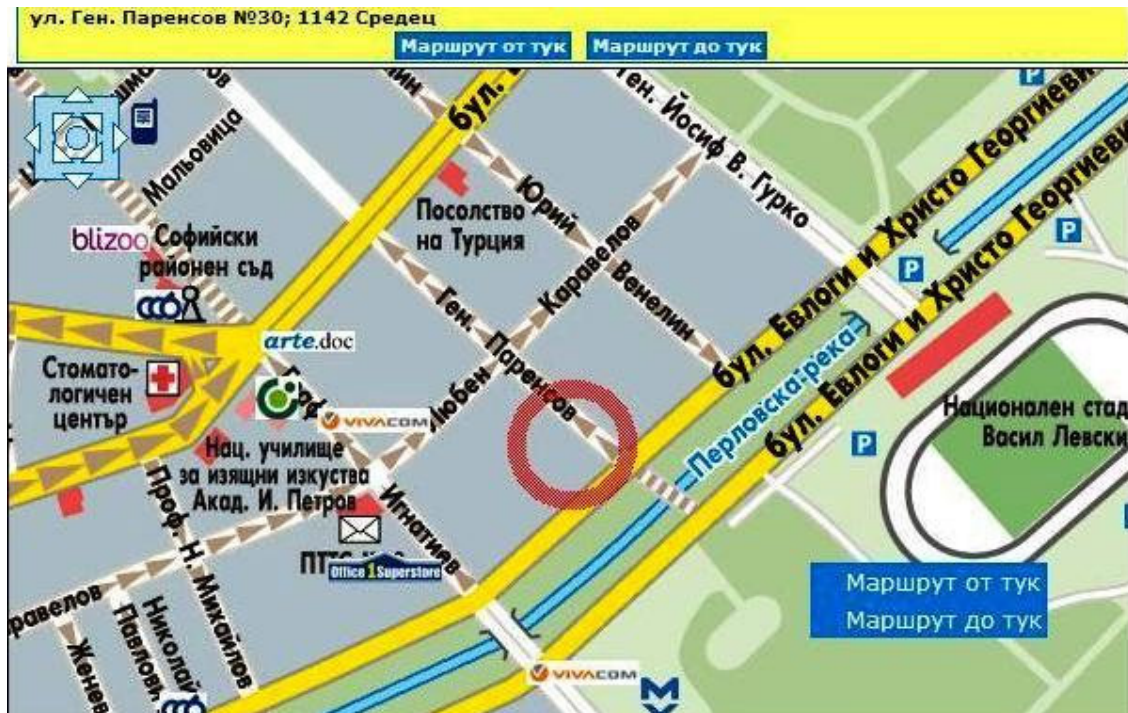 ул. Ген. Паренсов №30; 1142 Средец
Маршрут от тук
Маршрут до тук
бул.
Ген. Йосиф В. Гурко
P
Мальовица
Юрий
Венелин
Посолство
на Турция
blizoo
Софийски
районен съд
Каравелов
Любен
бул. Евлоги и Христо Георгиеви
P
P
бул. Евлоги и Христо Георгиеви
Ген. Паренсов
arte.doc
Перловска река
Стомато-
логичен
център
VIVACOM
Национален стад
Васил Левски
P
Нац. училище
за изящни изкуства
Акад. И. Петров
Игнатиев
Проф. Н. Михайлов
ПТТС
Office 1 Superstore
Маршрут от тук
Маршрут до тук
равелов
Николай
Павлови
Женев
VIVACOM
M